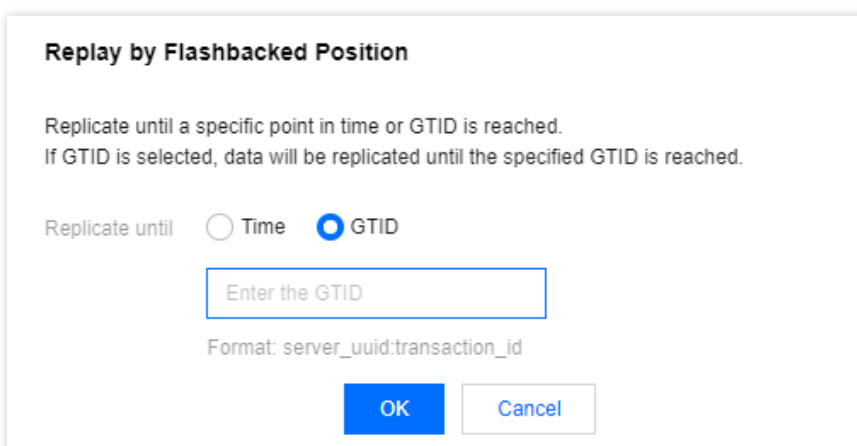 Replay by Flashbacked Position
Replicate until a specific point in time or GTID is reached.
If GTID is selected, data will be replicated until the specified GTID is reached.
Replicate until Time GTID
Enter the GTID
Format: server_uuid:transaction_id
OK Cancel